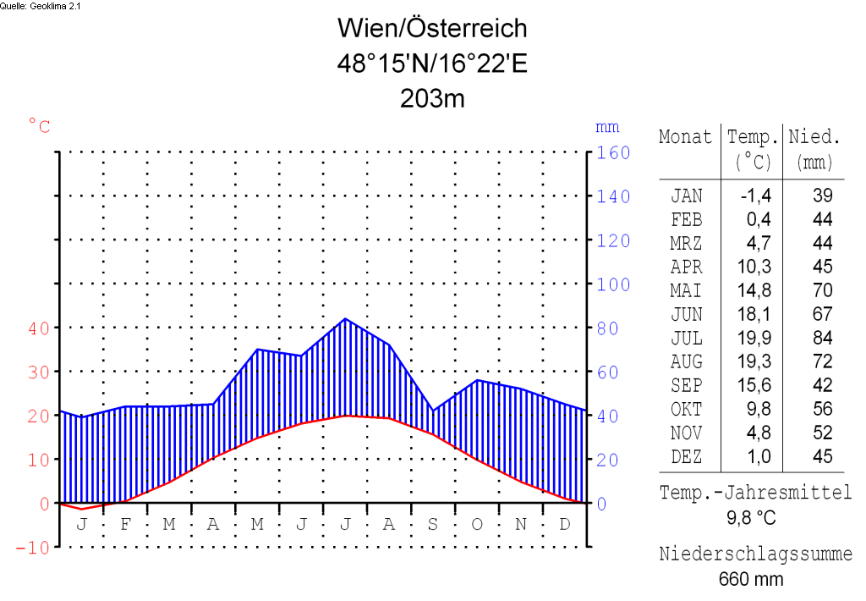 Quelle: Geoklima 2.1
Wien/Österreich
48°15'N/16°22'E
203m
°C
mm
160
140
120
100
40
80
30
60
20
40
10
20
0
0
-10
J F M A M J J A S O N D
Monat Temp. Nied.
(°C) (mm)
JAN -1,4 39
FEB 0,4 44
MRZ 4,7 44
APR 10,3 45
MAI 14,8 70
JUN 18,1 67
JUL 19,9 84
AUG 19,3 72
SEP 15,6 42
OKT 9,8 56
NOV 4,8 52
DEZ 1,0 45
Temp.-Jahresmittel
9,8 °C
Niederschlagssumme
660 mm